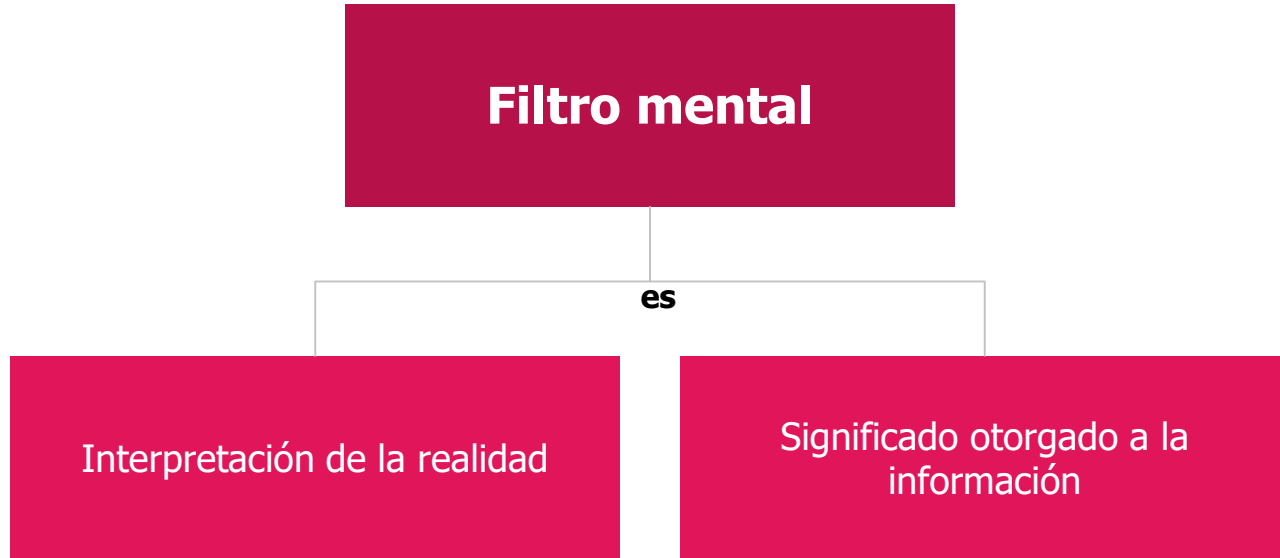 Filtro mental
es
Interpretación de la realidad
Significado otorgado a la
información